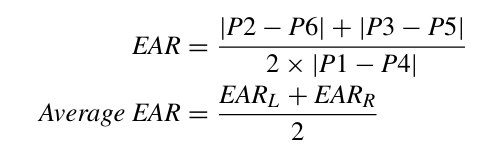 EAR = |P2 − P6| + |P3 − P5| / 2 × |P1 − P4|
Average EAR = EAR_L + EAR_R / 2